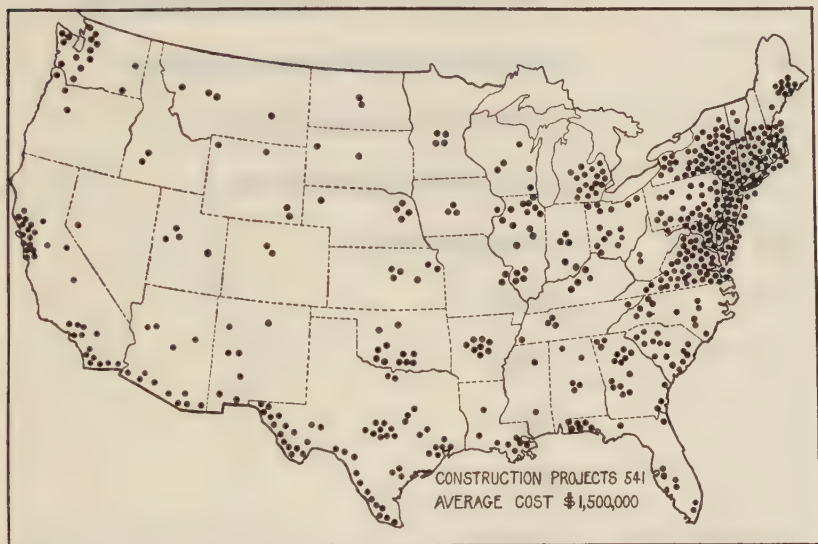 CONSTRUCTION PROJECTS 541
AVERAGE COST $1,500,000